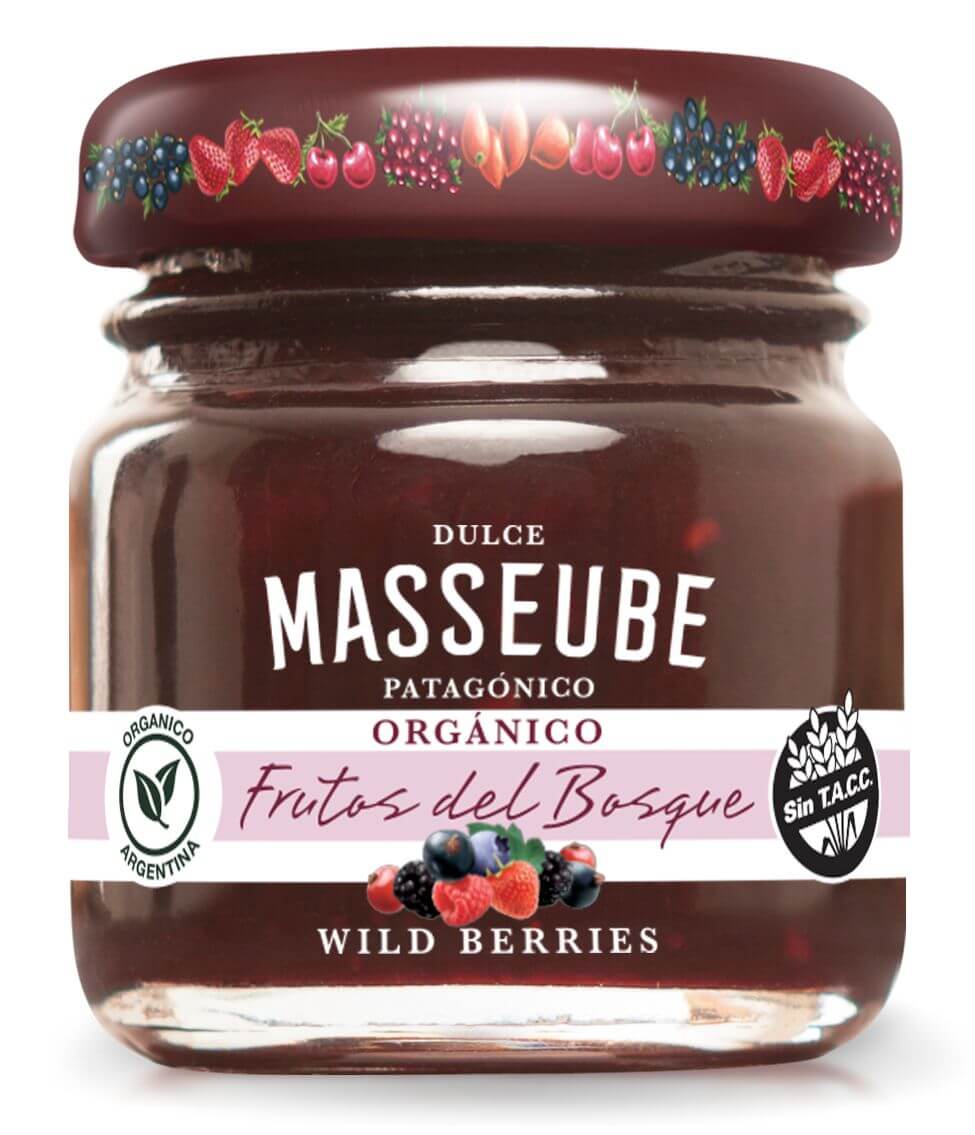 DULCE
MASSEUBE
PATAGÓNICO
ORGÁNICO
Frutos del Bosque
WILD BERRIES
ORGANICO
ARGENTINA
Sin T.A.C.C.